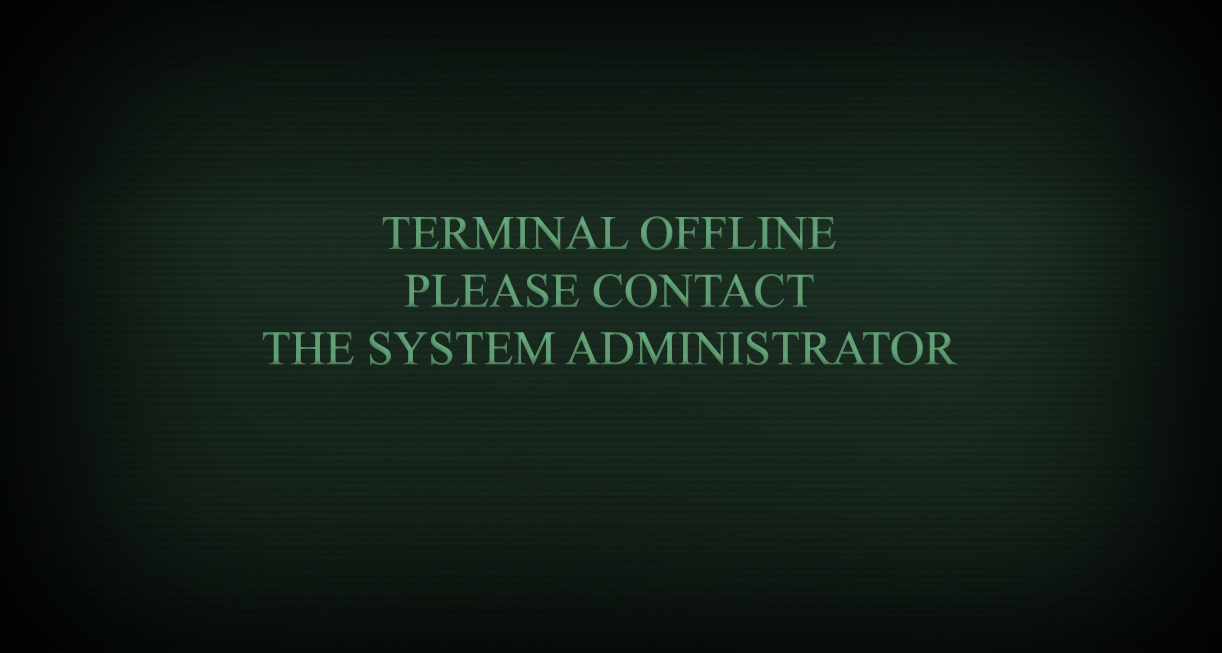 TERMINAL OFFLINE
PLEASE CONTACT
THE SYSTEM ADMINISTRATOR